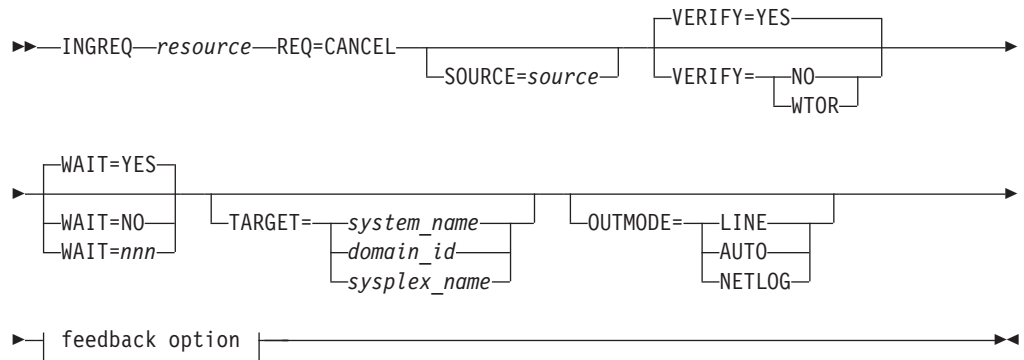 VERIFY=YES
INGREQ resource REQ=CANCEL
SOURCE=source VERIFY= NO
WTOR
WAIT=YES
WAIT=NO TARGET= system_name OUTMODE= LINE
WAIT=nnn domain_id AUTO
sysplex_name NETLOG
feedback option